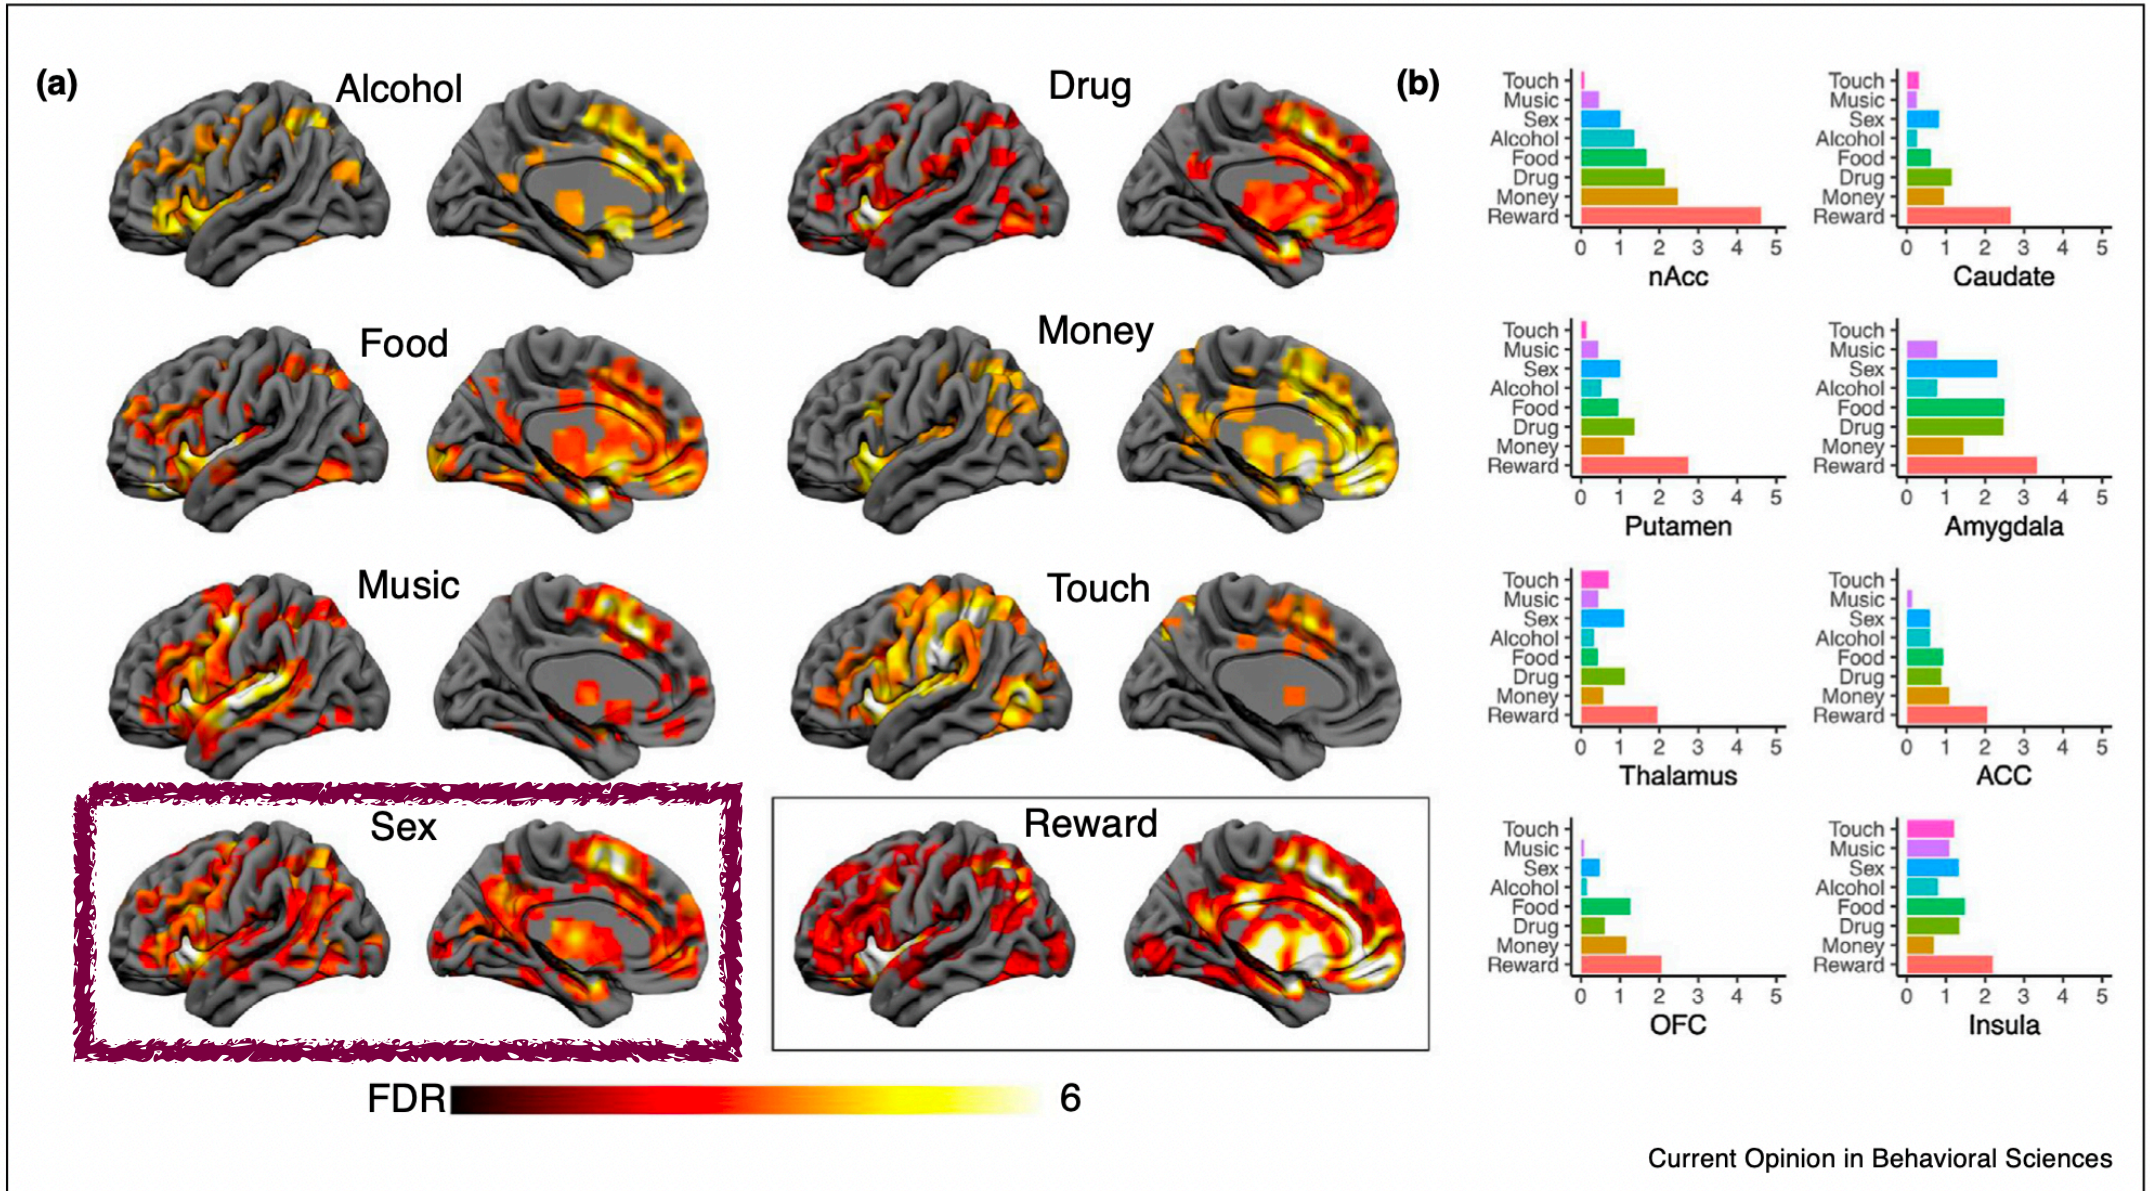 (a)
Alcohol
Drug
Food
Money
Music
Touch
Sex
Reward
FDR 6
(b)
Touch
Music
Sex
Alcohol
Food
Drug
Money
Reward
0 1 2 3 4 5
nAcc
Touch
Music
Sex
Alcohol
Food
Drug
Money
Reward
0 1 2 3 4 5
Caudate
Touch
Music
Sex
Alcohol
Food
Drug
Money
Reward
0 1 2 3 4 5
Putamen
Touch
Music
Sex
Alcohol
Food
Drug
Money
Reward
0 1 2 3 4 5
Amygdala
Touch
Music
Sex
Alcohol
Food
Drug
Money
Reward
0 1 2 3 4 5
Thalamus
Touch
Music
Sex
Alcohol
Food
Drug
Money
Reward
0 1 2 3 4 5
ACC
Touch
Music
Sex
Alcohol
Food
Drug
Money
Reward
0 1 2 3 4 5
OFC
Touch
Music
Sex
Alcohol
Food
Drug
Money
Reward
0 1 2 3 4 5
Insula
Current Opinion in Behavioral Sciences